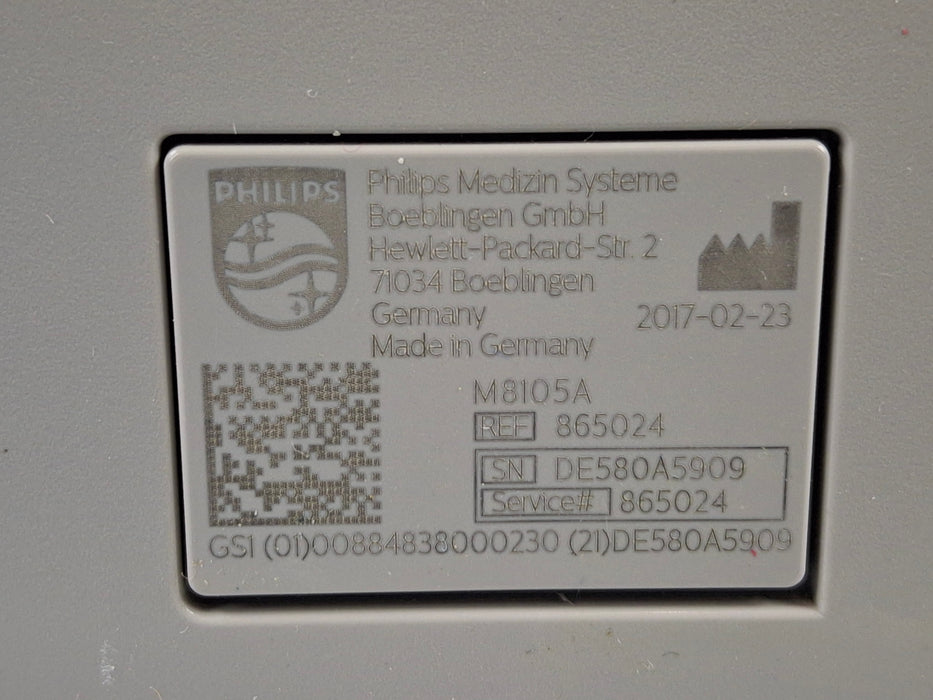 PHILIPS
Philips Medizin Systeme
Boeblingen GmbH
Hewlett-Packard-Str. 2
71034 Boeblingen
Germany
Made in Germany
2017-02-23
M8105A
REF 865024
SN DE580A5909
Service# 865024
GS1 (01)00884838000230 (21)DE580A5909